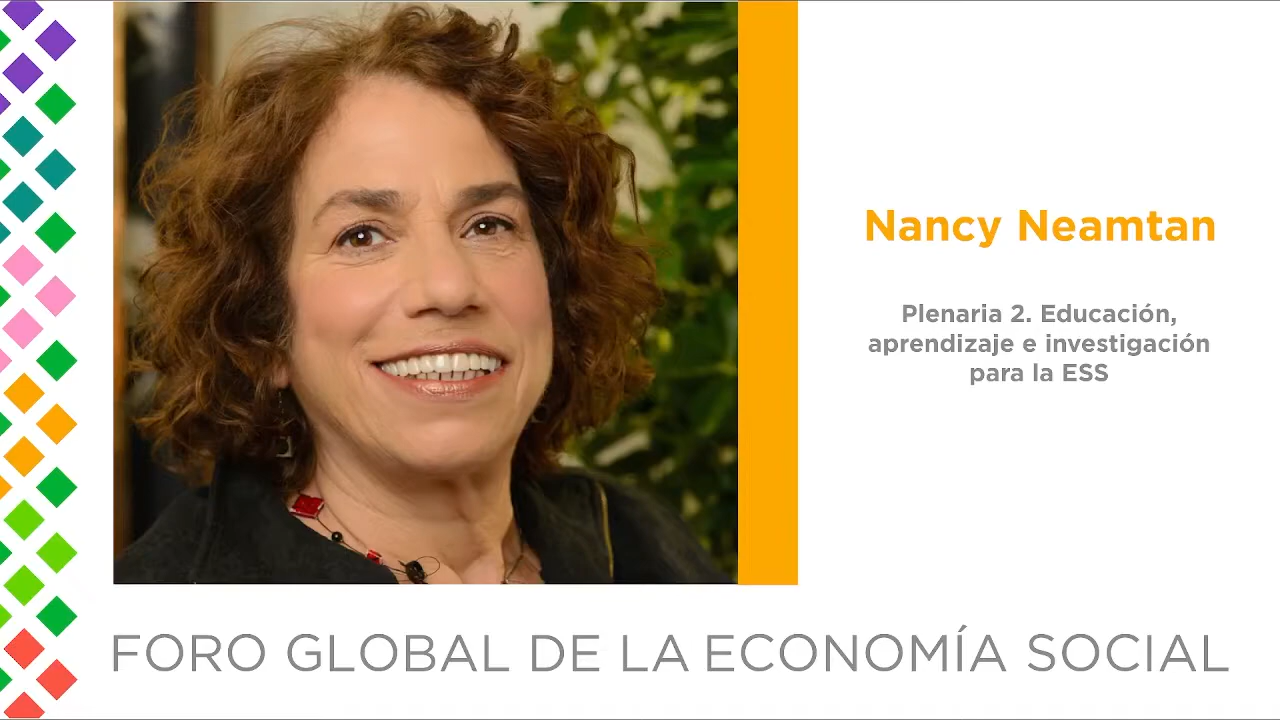 Nancy Neamtan
Plenaria 2. Educación,
aprendizaje e investigación
para la ESS
FORO GLOBAL DE LA ECONOMÍA SOCIAL